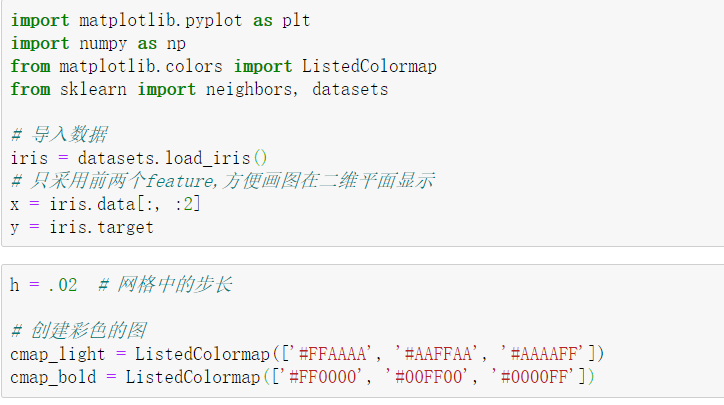 import matplotlib.pyplot as plt
import numpy as np
from matplotlib.colors import ListedColormap
from sklearn import neighbors, datasets
# 导入数据
iris = datasets.load_iris()
# 只采用前两个feature,方便画图在二维平面显示
x = iris.data[:, :2]
y = iris.target
h = .02  # 网格中的步长
# 创建彩色的图
cmap_light = ListedColormap(['#FFAAAA', '#AAFFAA', '#AAAAFF'])
cmap_bold = ListedColormap(['#FF0000', '#00FF00', '#0000FF'])